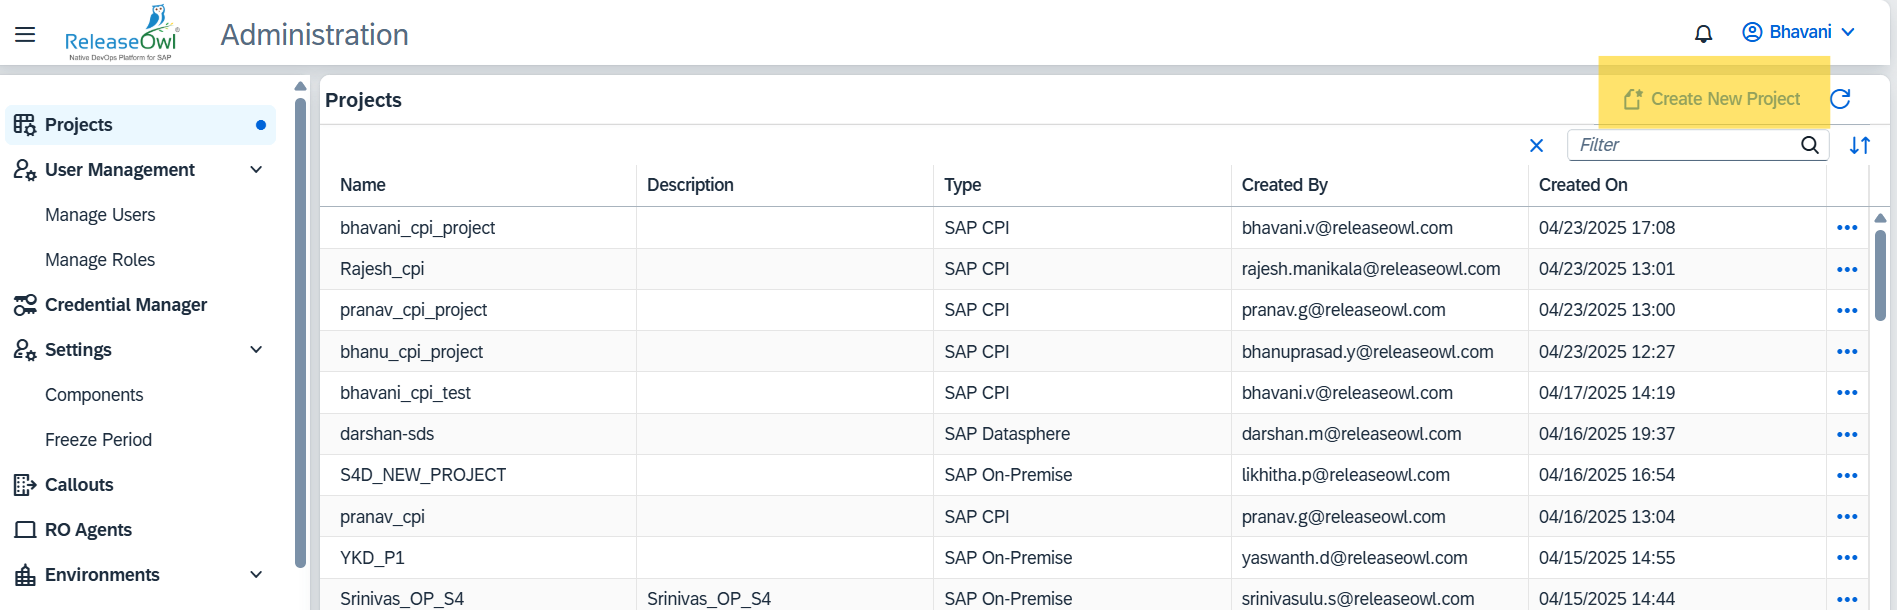 ReleaseOwl
Native DevOps Platform for SAP
Administration
Bhavani
Projects
User Management
Manage Users
Manage Roles
Credential Manager
Settings
Components
Freeze Period
Callouts
RO Agents
Environments
Projects
Create New Project
Filter
Name Description Type Created By Created On
bhavani_cpi_project SAP CPI bhavani.v@releaseowl.com 04/23/2025 17:08
Rajesh_cpi SAP CPI rajesh.manikala@releaseowl.com 04/23/2025 13:01
pranav_cpi_project SAP CPI pranav.g@releaseowl.com 04/23/2025 13:00
bhanu_cpi_project SAP CPI bhanuprasad.y@releaseowl.com 04/23/2025 12:27
bhavani_cpi_test SAP CPI bhavani.v@releaseowl.com 04/17/2025 14:19
darshan-sds SAP Datasphere darshan.m@releaseowl.com 04/16/2025 19:37
S4D_NEW_PROJECT SAP On-Premise likhitha.p@releaseowl.com 04/16/2025 16:54
pranav_cpi SAP CPI pranav.g@releaseowl.com 04/16/2025 13:04
YKD_P1 SAP On-Premise yaswanth.d@releaseowl.com 04/15/2025 14:55
Srinivas_OP_S4 Srinivas_OP_S4 SAP On-Premise srinivasulu.s@releaseowl.com 04/15/2025 14:44